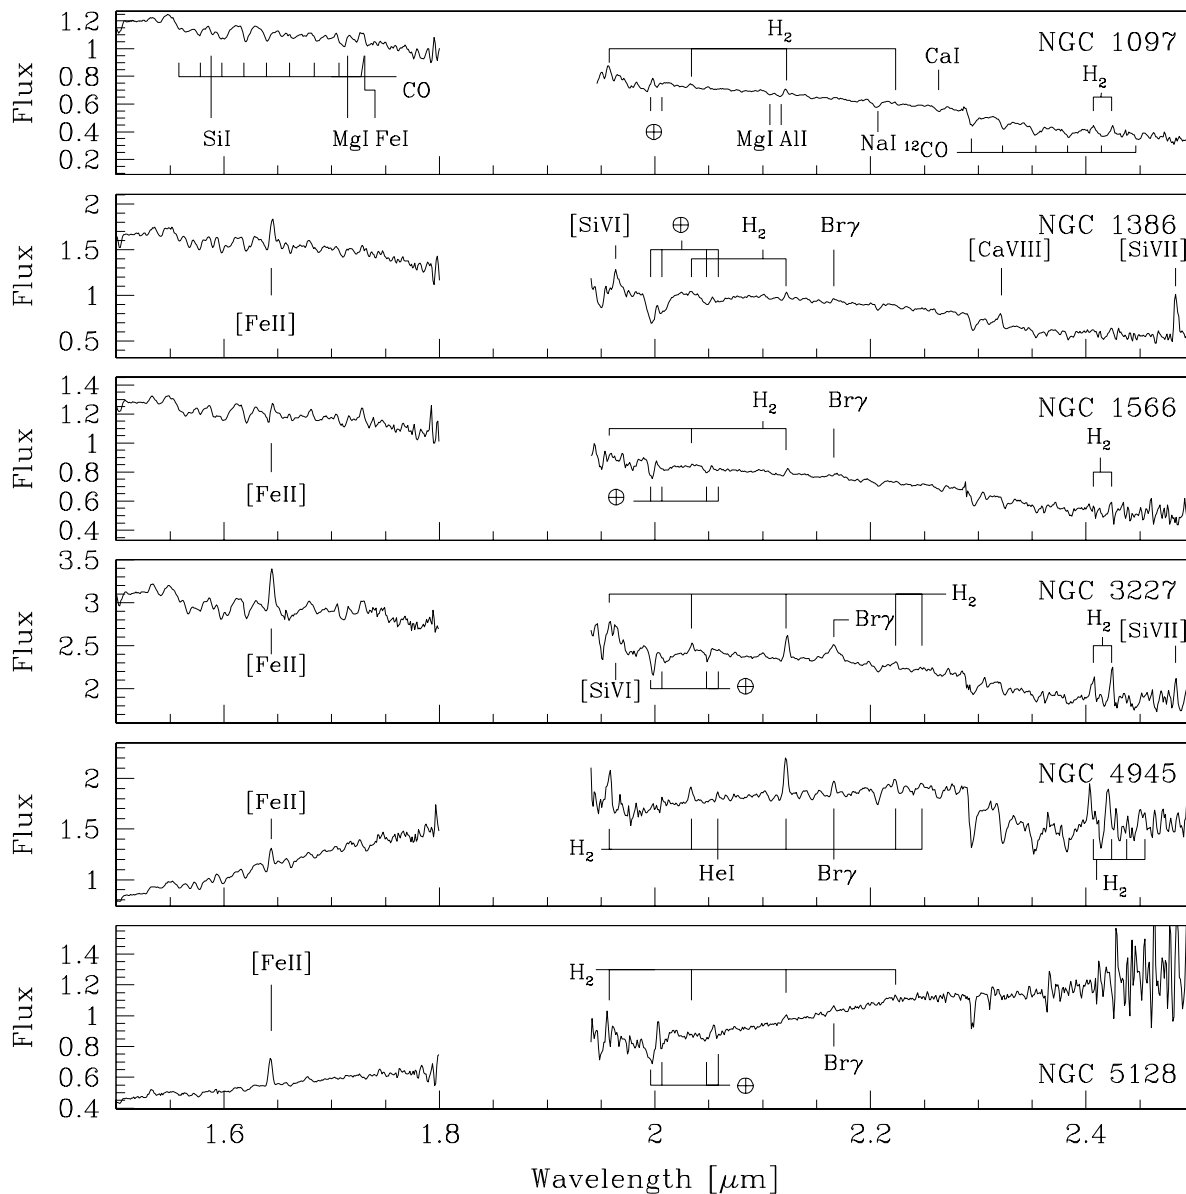 1.2
1
0.8
0.6
0.4
0.2
Flux
NGC 1097
H₂
CaI
H₂
CO
SiI
MgI FeI
⊕
MgI AlI
NaI ¹²CO
2
1.5
1
0.5
Flux
NGC 1386
[SiVI]
⊕
H₂
Brγ
[CaVIII]
[SiVII]
[FeII]
1.4
1.2
1
0.8
0.6
0.4
Flux
NGC 1566
H₂
Brγ
H₂
[FeII]
⊕
3.5
3
2.5
2
Flux
NGC 3227
H₂
Brγ
H₂
[SiVII]
[FeII]
[SiVI]
⊕
2
1.5
1
Flux
NGC 4945
[FeII]
H₂
HeI
Brγ
H₂
1.4
1.2
1
0.8
0.6
0.4
Flux
[FeII]
H₂
Brγ
⊕
NGC 5128
1.6
1.8
2
2.2
2.4
Wavelength [μm]